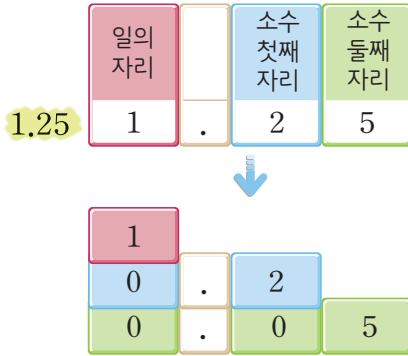 일의 자리
소수 첫째 자리
소수 둘째 자리
1.25
1 . 2 5
1
0 . 2
0 . 0 5